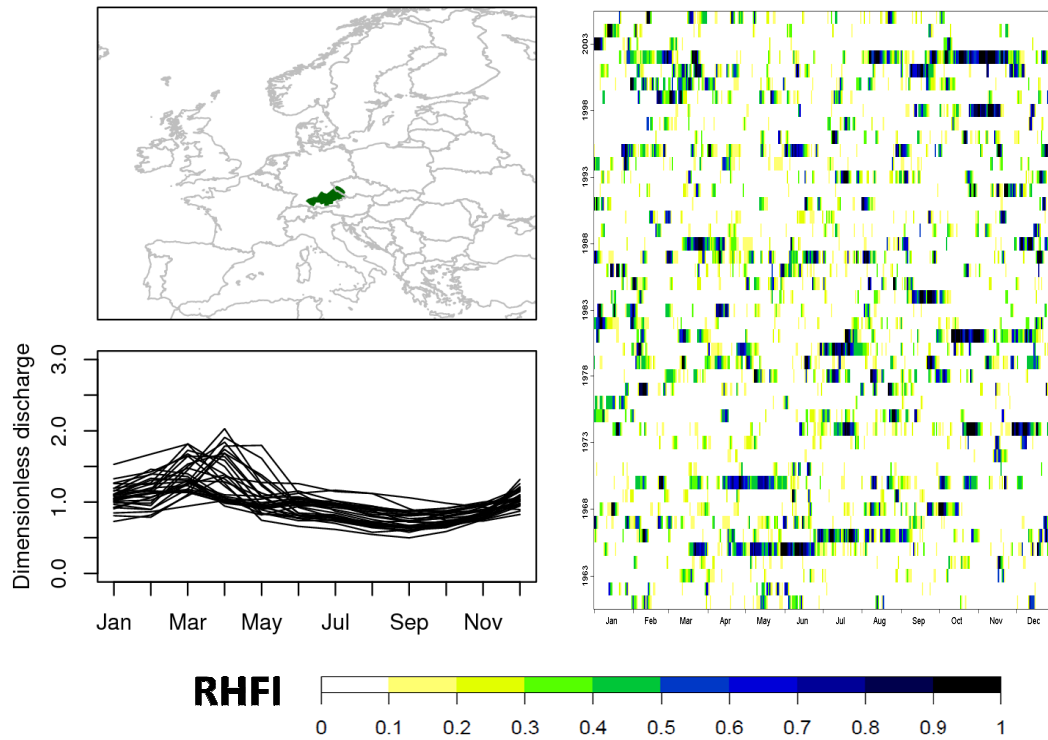 2003
1998
1993
1988
1983
1978
1973
1968
1963
Jan Feb Mar Apr May Jun Jul Aug Sep Oct Nov Dec
Dimensionless discharge
3.0
2.0
1.0
0.0
Jan Mar May Jul Sep Nov
RHFI
0 0.1 0.2 0.3 0.4 0.5 0.6 0.7 0.8 0.9 1